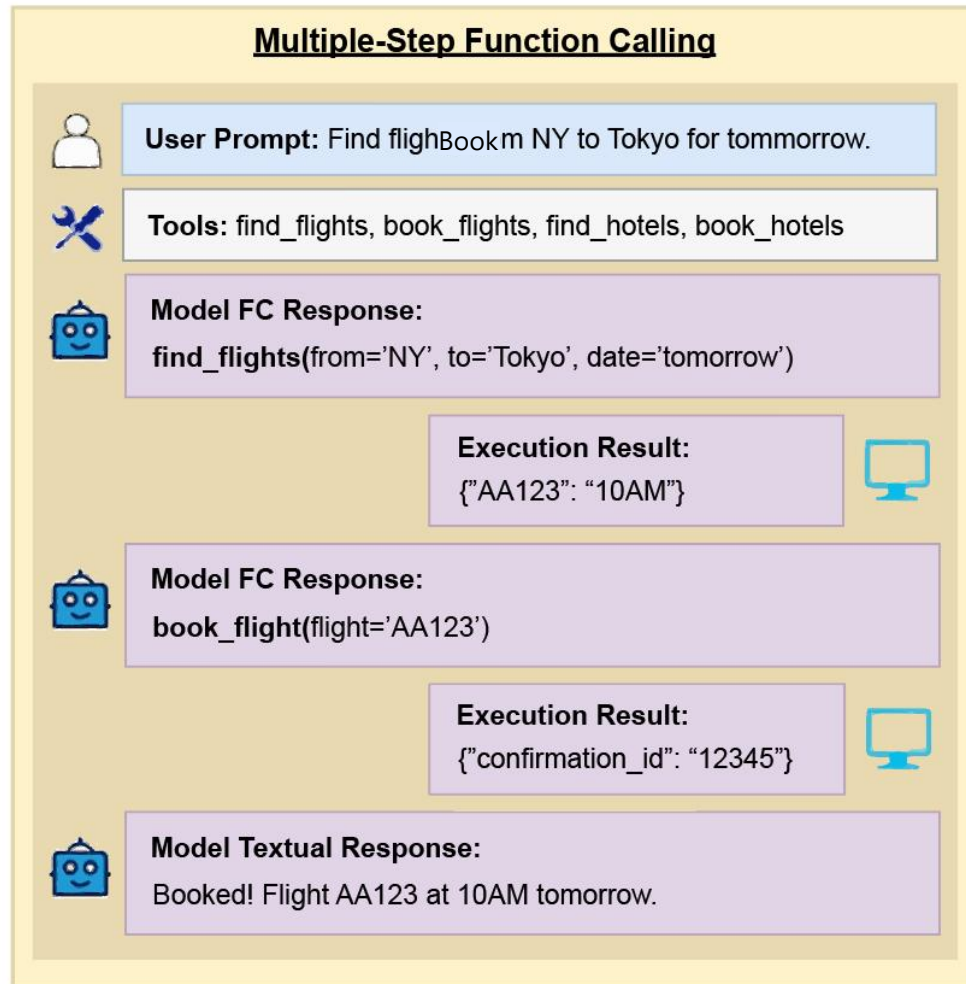 Multiple-Step Function Calling
User Prompt: Find flighBookm NY to Tokyo for tommorrow.
Tools: find_flights, book_flights, find_hotels, book_hotels
Model FC Response:
find_flights(from=’NY’, to=’Tokyo’, date=’tomorrow’)
Execution Result:
{”AA123”: “10AM”}
Model FC Response:
book_flight(flight=’AA123’)
Execution Result:
{”confirmation_id”: “12345”}
Model Textual Response:
Booked! Flight AA123 at 10AM tomorrow.